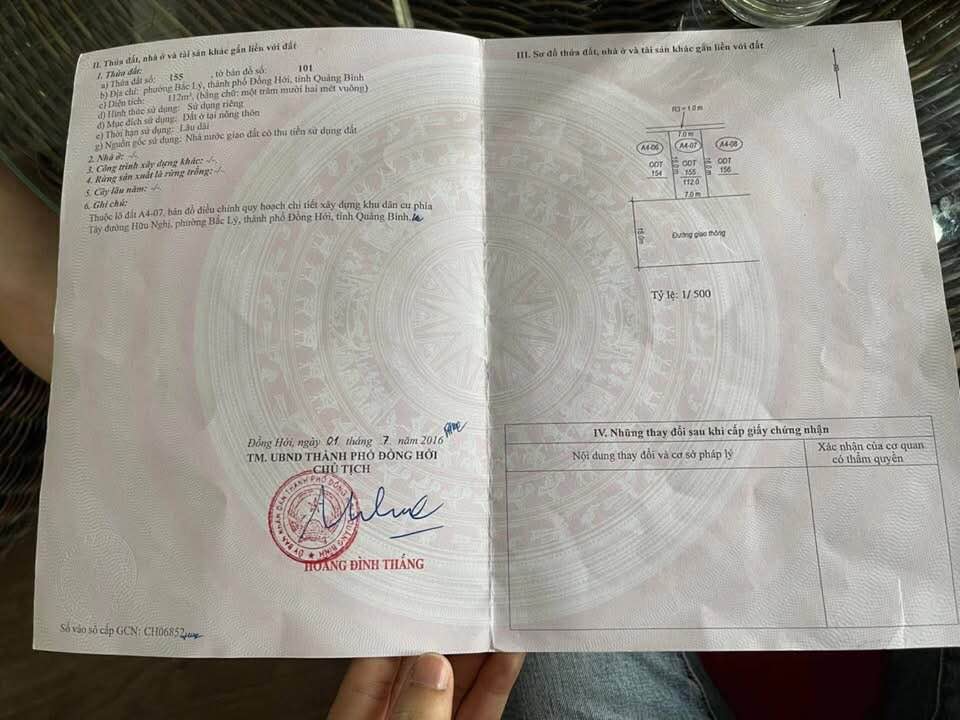 II. Thửa đất, nhà ở và tài sản khác gắn liền với đất
1. Thửa đất:
a) Thửa đất số: 155 , tờ bản đồ số: 101
b) Địa chỉ: phường Bắc Lý, thành phố Đồng Hới, tỉnh Quảng Bình
c) Diện tích: 112m², (bằng chữ: một trăm mười hai mét vuông)
d) Hình thức sử dụng: Sử dụng riêng
đ) Mục đích sử dụng: Đất ở tại nông thôn
e) Thời hạn sử dụng: Lâu dài
g) Nguồn gốc sử dụng: Nhà nước giao đất có thu tiền sử dụng đất
2. Nhà ở: -/-
3. Công trình xây dựng khác: -/-
4. Rừng sản xuất là rừng trồng: -/-
5. Cây lâu năm: -/-
6. Ghi chú:
Thuộc lô đất A4-07, bản đồ điều chỉnh quy hoạch chi tiết xây dựng khu dân cư phía
Tây đường Hữu Nghị, phường Bắc Lý, thành phố Đồng Hới, tỉnh Quảng Bình.
Đồng Hới, ngày 01 tháng 7 năm 2016
TM. UBND THÀNH PHỐ ĐỒNG HỚI
CHỦ TỊCH
HOÀNG ĐÌNH THẮNG
Số vào sổ cấp GCN: CH06852
III. Sơ đồ thửa đất, nhà ở và tài sản khác gắn liền với đất
B
R3 = 1.0 m
7.0 m
A4-06 A4-07 A4-08
ODT ODT ODT
154 155 156
16.0 m 16.0 m
112.0
7.0 m
15.0m
Đường giao thông
Tỷ lệ: 1/ 500
IV. Những thay đổi sau khi cấp giấy chứng nhận
Nội dung thay đổi và cơ sở pháp lý
Xác nhận của cơ quan
có thẩm quyền